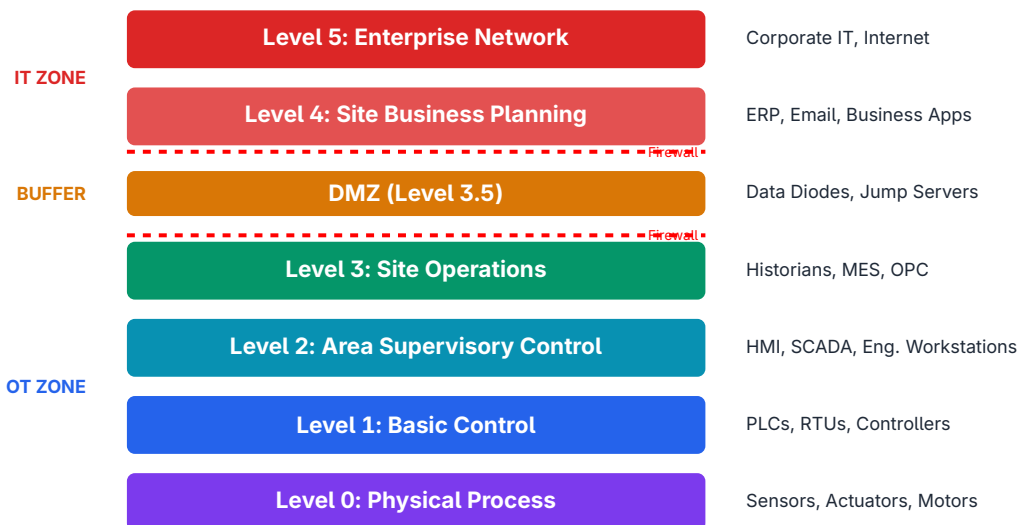 Level 5: Enterprise Network
Corporate IT, Internet
IT ZONE
Level 4: Site Business Planning
ERP, Email, Business Apps
Firewall
BUFFER
DMZ (Level 3.5)
Data Diodes, Jump Servers
Firewall
Level 3: Site Operations
Historians, MES, OPC
Level 2: Area Supervisory Control
HMI, SCADA, Eng. Workstations
OT ZONE
Level 1: Basic Control
PLCs, RTUs, Controllers
Level 0: Physical Process
Sensors, Actuators, Motors